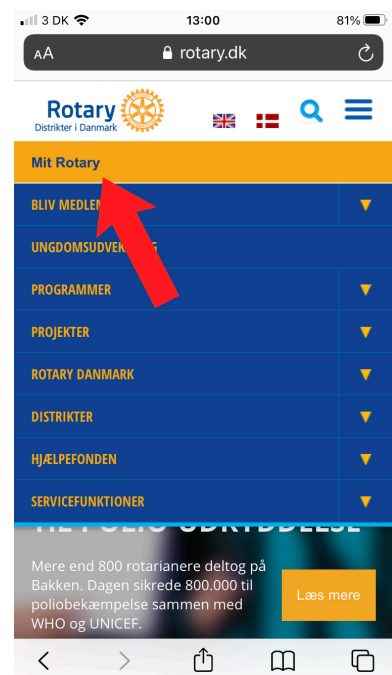 3 DK
13:00
81%
AA
rotary.dk
Rotary
Distrikter i Danmark
Mit Rotary
BLIV MEDLEM
PROGRAMMER
PROJEKTER
ROTARY DANMARK
DISTRIKTER
HJÆLPEFONDEN
SERVICEFUNKTIONER
Mere end 800 rotarianere deltog på
Bakken. Dagen sikrede 800.000 til
poliobekæmpelse sammen med
WHO og UNICEF.
Læs mere